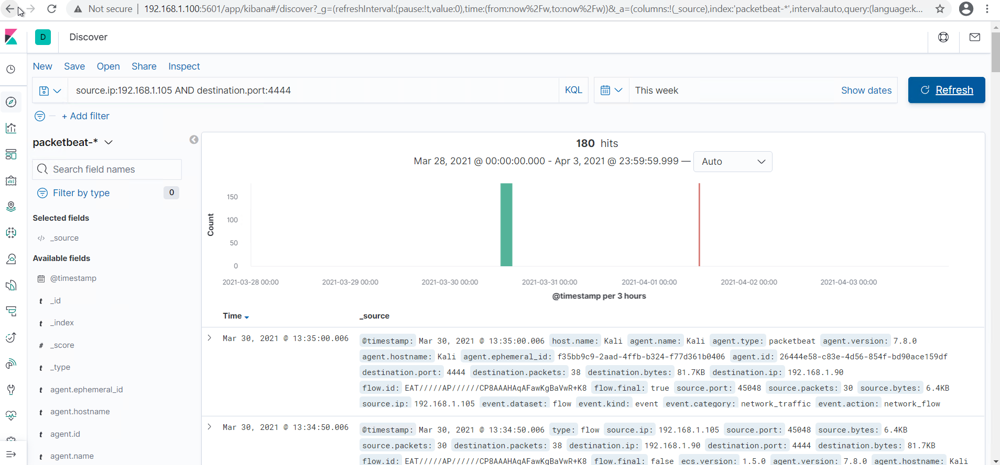 Not secure | 192.168.1.100:5601/app/kibana#/discover?_g=(refreshInterval:(pause:!t,value:0),time:(from:now%2Fw,to:now%2Fw))&_a=(columns:!(_source),index:'packetbeat-*',interval:auto,query:(language:k...
D Discover
New Save Open Share Inspect
source.ip:192.168.1.105 AND destination.port:4444 KQL This week Show dates Refresh
+ Add filter
packetbeat-*
180 hits
Mar 28, 2021 @ 00:00:00.000 - Apr 3, 2021 @ 23:59:59.999 — Auto
Search field names
Filter by type 0
Selected fields
_source
Available fields
@timestamp
_id
_index
_score
_type
agent.ephemeral_id
agent.hostname
agent.id
agent.name
Count
150
100
50
0
2021-03-28 00:00 2021-03-29 00:00 2021-03-30 00:00 2021-03-31 00:00 2021-04-01 00:00 2021-04-02 00:00 2021-04-03 00:00
@timestamp per 3 hours
Time _source
Mar 30, 2021 @ 13:35:00.006 @timestamp: Mar 30, 2021 @ 13:35:00.006 host.name: Kali agent.name: Kali agent.type: packetbeat agent.version: 7.8.0
agent.hostname: Kali agent.ephemeral_id: f35bb9c9-2aad-4ffb-b324-f77d361b0406 agent.id: 26444e58-c83e-4d56-854f-bd90ace159df
destination.port: 4444 destination.packets: 38 destination.bytes: 81.7KB destination.ip: 192.168.1.90
flow.id: EAT/////AP//////CP8AAAHAqAFawKgBaVwR+K8 flow.final: true source.port: 45048 source.packets: 30 source.bytes: 6.4KB
source.ip: 192.168.1.105 event.dataset: flow event.kind: event event.category: network_traffic event.action: network_flow
Mar 30, 2021 @ 13:34:50.006 @timestamp: Mar 30, 2021 @ 13:34:50.006 type: flow source.ip: 192.168.1.105 source.port: 45048 source.bytes: 6.4KB
source.packets: 30 destination.packets: 38 destination.ip: 192.168.1.90 destination.port: 4444 destination.bytes: 81.7KB
flow.id: EAT/////AP//////CP8AAAHAqAFawKgBaVwR+K8 flow.final: false ecs.version: 1.5.0 agent.version: 7.8.0 agent.hostname: Kali